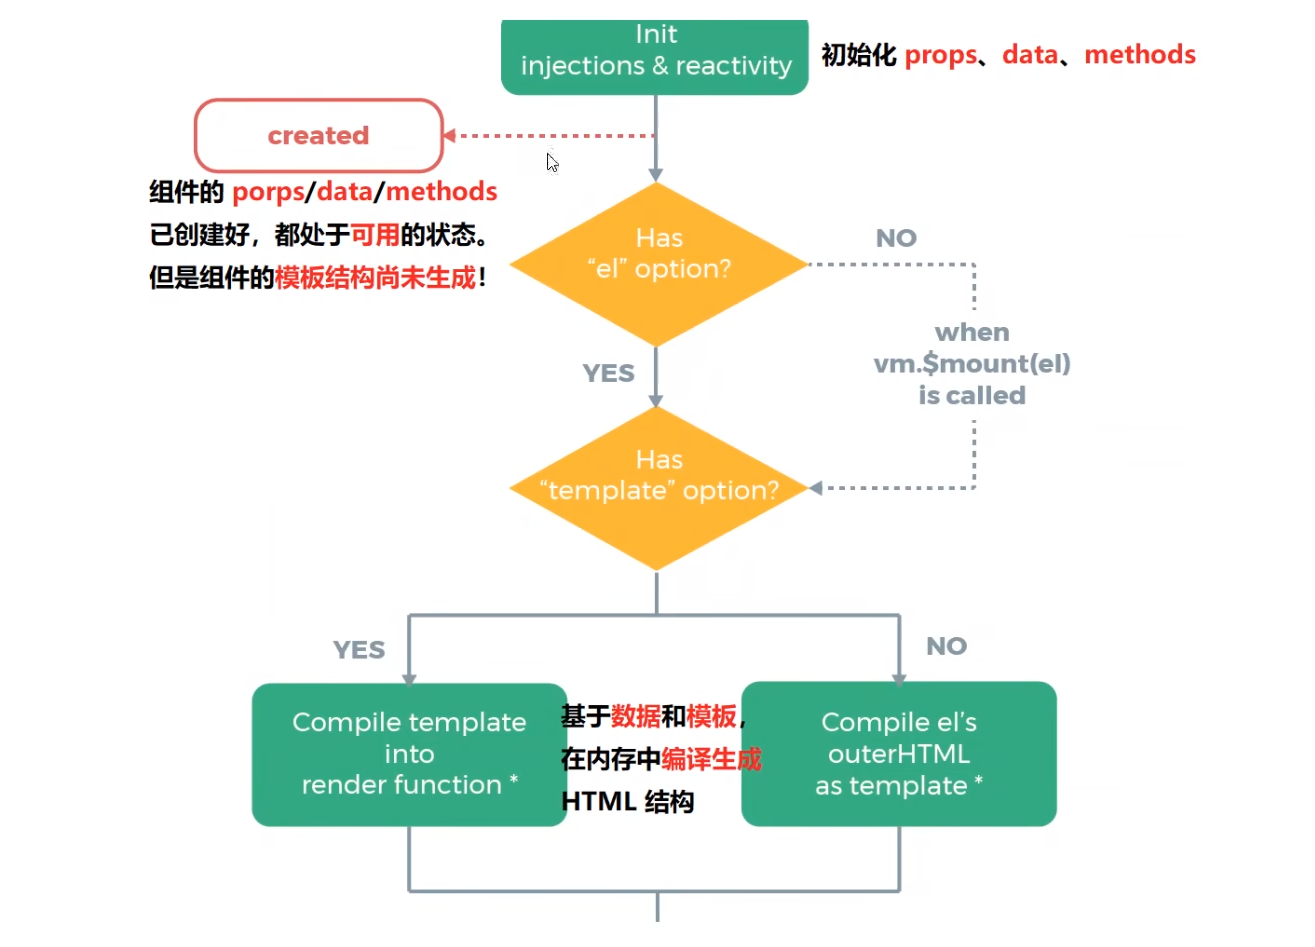 Init
injections & reactivity
初始化 props、data、methods
created
组件的 porps/data/methods
已创建好，都处于可用的状态。
但是组件的模板结构尚未生成！
Has
“el” option?
NO
when
vm.$mount(el)
is called
YES
Has
“template” option?
YES
NO
Compile template
into
render function *
基于数据和模板，
在内存中编译生成
HTML 结构
Compile el’s
outerHTML
as template *